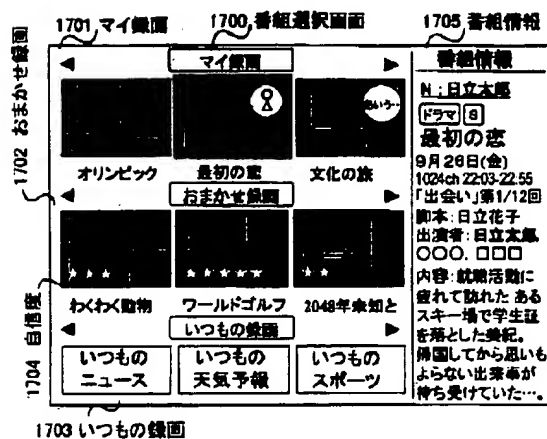 1701 マイ録画
1700 番組選択画面
1705 番組情報
1702 おまかせ録画
1704 自信度
1703 いつもの録画
マイ録画
あいう…
オリンピック
最初の恋
文化の旅
おまかせ録画
★★★
★★★★★
★★
わくわく動物
ワールドゴルフ
2048年未知と
いつもの録画
いつもの
ニュース
いつもの
天気予報
いつもの
スポーツ
番組情報
N:日立太郎
ドラマ S
最初の恋
9月26日(金)
1024ch 22:03-22:55
「出会い」第1/12回
脚本:日立花子
出演者:日立太郎,
○○○, □□□
内容:就職活動に
疲れて訪れた ある
スキー場で学生証
を落とした美紀。
帰国してから思いも
よらない出来事が
待ち受けていた…。